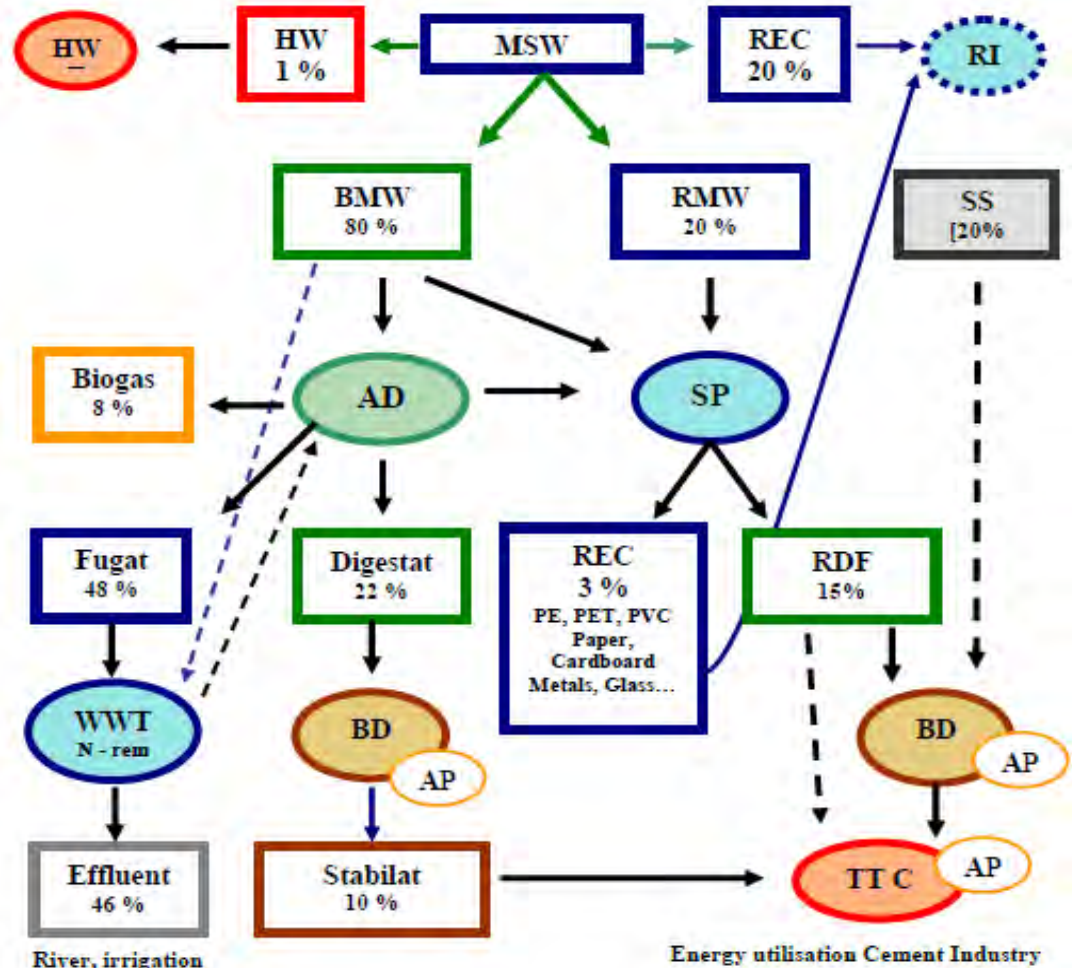 HW
HW
1 %
MSW
REC
20 %
RI
BMW
80 %
RMW
20 %
SS
[20%
Biogas
8 %
AD
SP
Fugat
48 %
Digestat
22 %
REC
3 %
PE, PET, PVC
Paper,
Cardboard
Metals, Glass...
RDF
15%
WWT
N - rem
BD
AP
BD
AP
Effluent
46 %
Stabilat
10 %
TT C
AP
River, irrigation
Energy utilisation Cement Industry